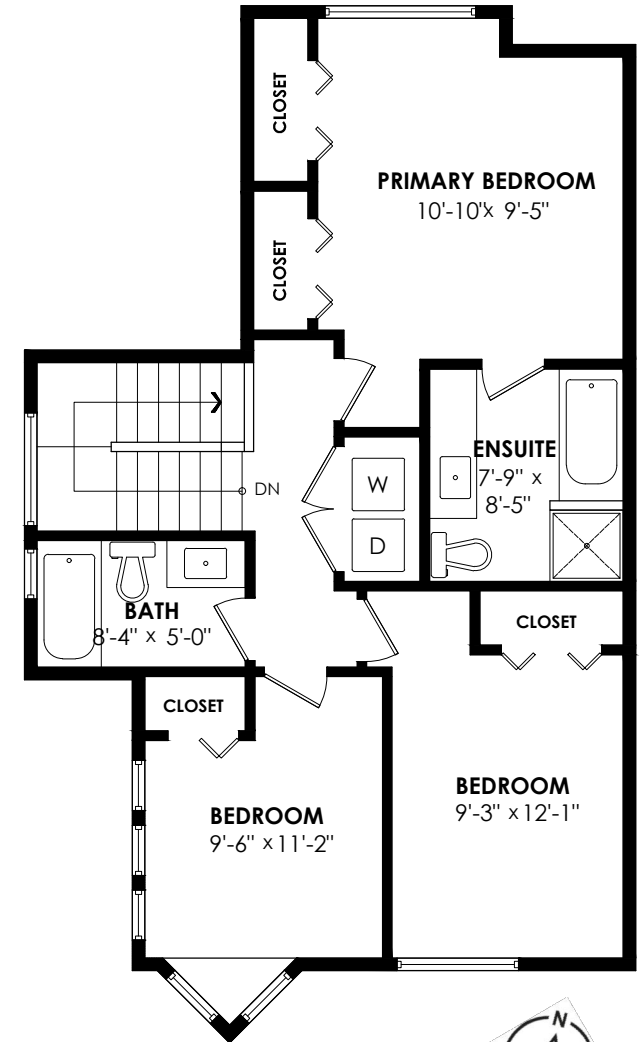 CLOSET
PRIMARY BEDROOM
10'-10'x 9'-5"
CLOSET
ENSUITE
7'-9" x
8'-5"
W
DN
D
BATH
8'-4" x 5'-0"
CLOSET
CLOSET
BEDROOM
9'-3" x 12'-1"
BEDROOM
9'-6" x 11'-2"
N